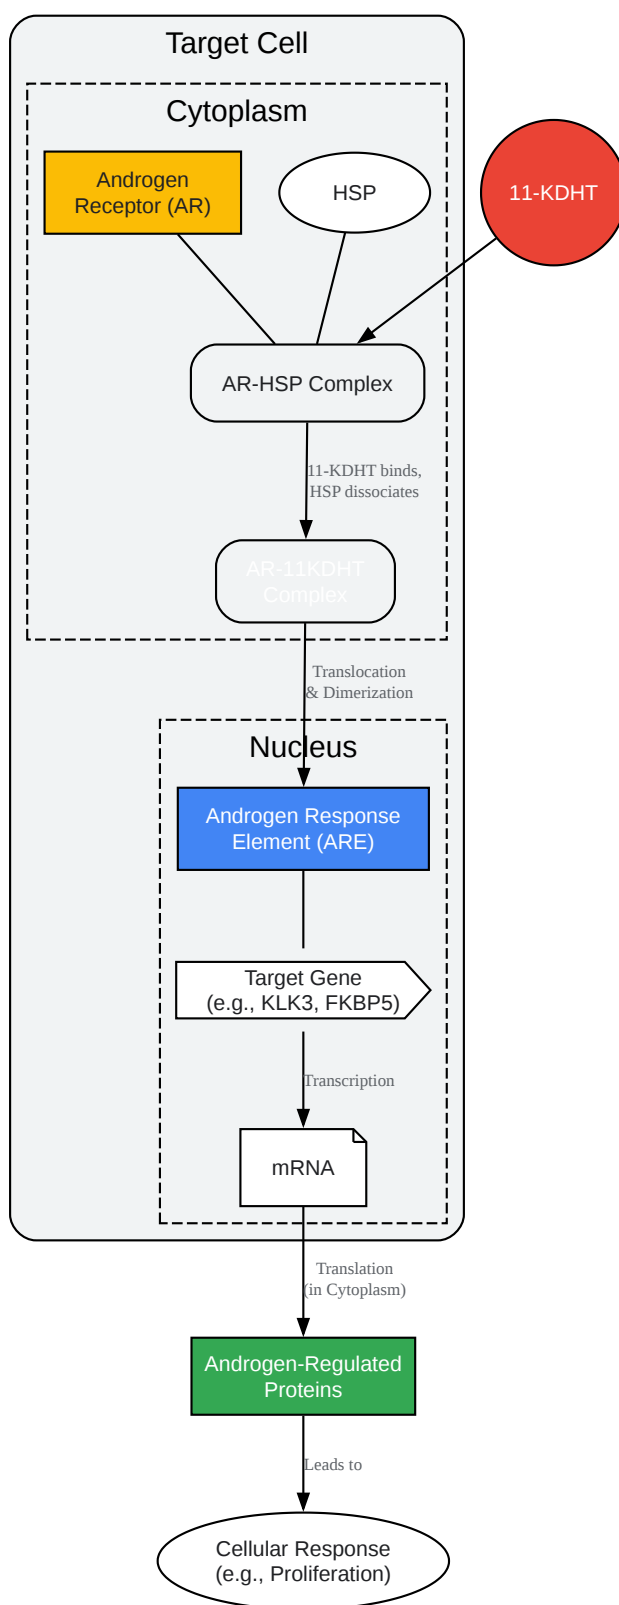 Target Cell
Cytoplasm
Androgen
Receptor (AR)
HSP
11-KDHT
AR-HSP Complex
11-KDHT binds,
HSP dissociates
AR-11KDHT
Complex
Translocation
& Dimerization
Nucleus
Androgen Response
Element (ARE)
Target Gene
(e.g., KLK3, FKBP5)
Transcription
mRNA
Translation
(in Cytoplasm)
Androgen-Regulated
Proteins
Leads to
Cellular Response
(e.g., Proliferation)